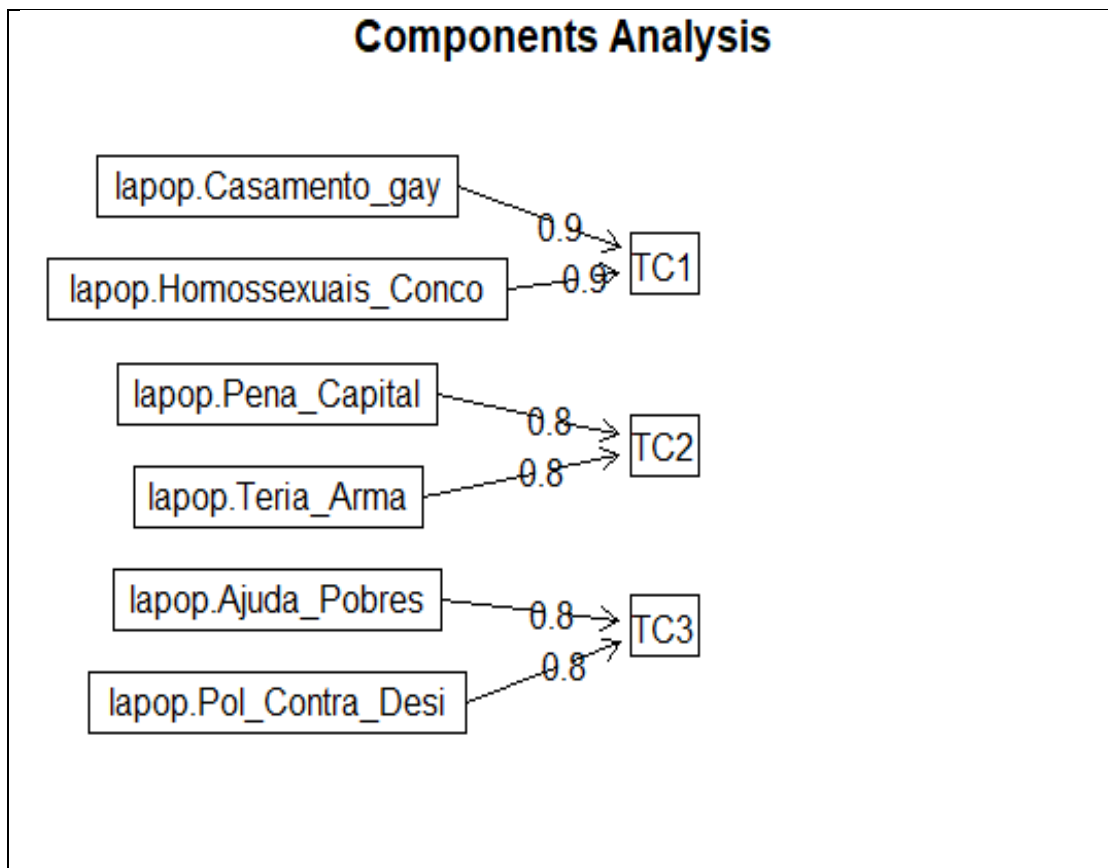 Components Analysis
lapop.Casamento_gay
0.9
TC1
lapop.Homossexuais_Conco
0.9
lapop.Pena_Capital
0.8
TC2
lapop.Teria_Arma
0.8
lapop.Ajuda_Pobres
0.8
TC3
lapop.Pol_Contra_Desi
0.8